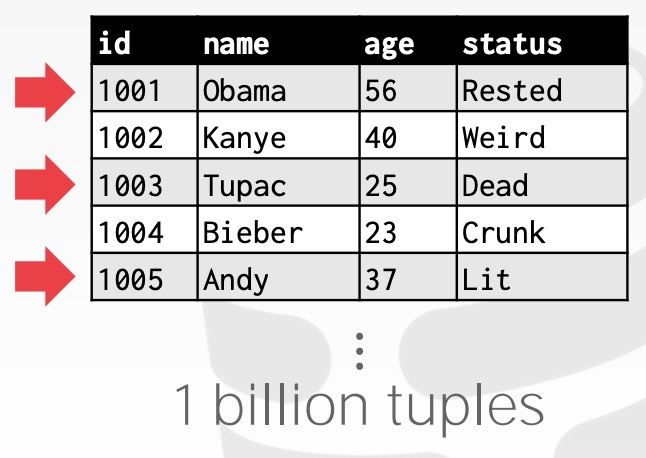 id name age status
1001 Obama 56 Rested
1002 Kanye 40 Weird
1003 Tupac 25 Dead
1004 Bieber 23 Crunk
1005 Andy 37 Lit
⋮
1 billion tuples